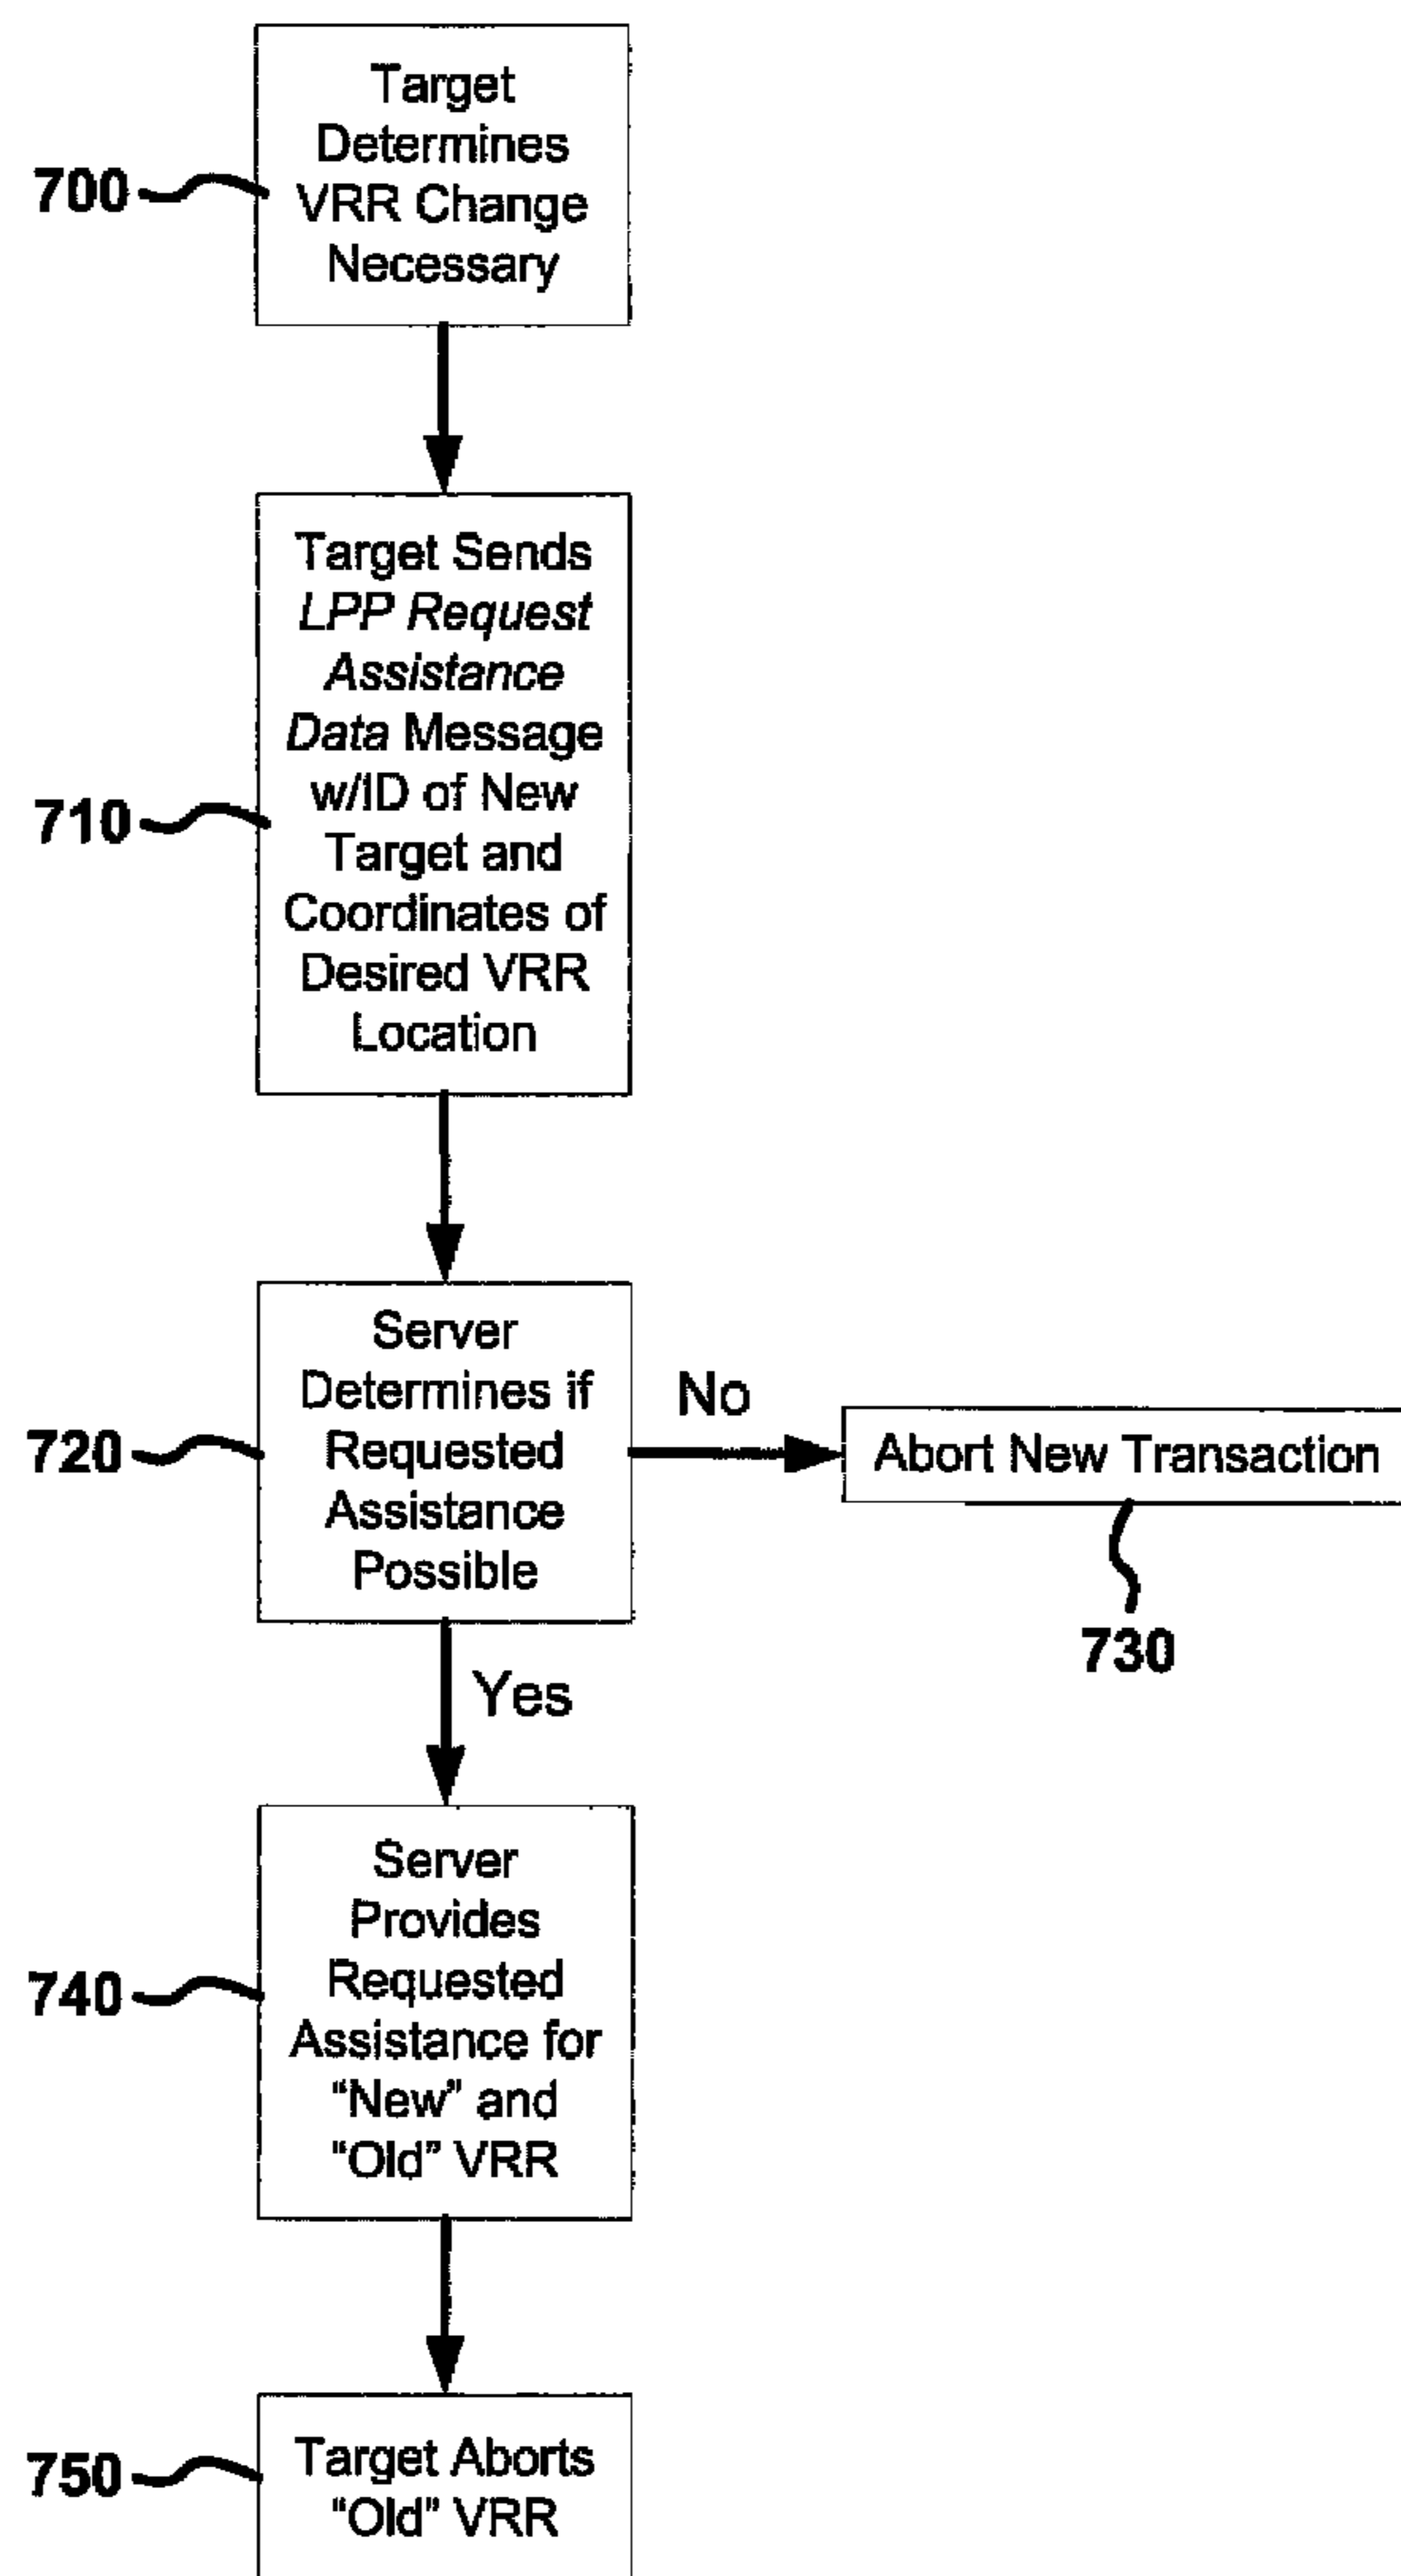 Target
Determines
VRR Change
Necessary
700
Target Sends
LPP Request
Assistance
Data Message
w/ID of New
Target and
Coordinates of
Desired VRR
Location
710
Server
Determines if
Requested
Assistance
Possible
720
No
Abort New Transaction
730
Yes
Server
Provides
Requested
Assistance for
“New” and
“Old” VRR
740
Target Aborts
“Old” VRR
750